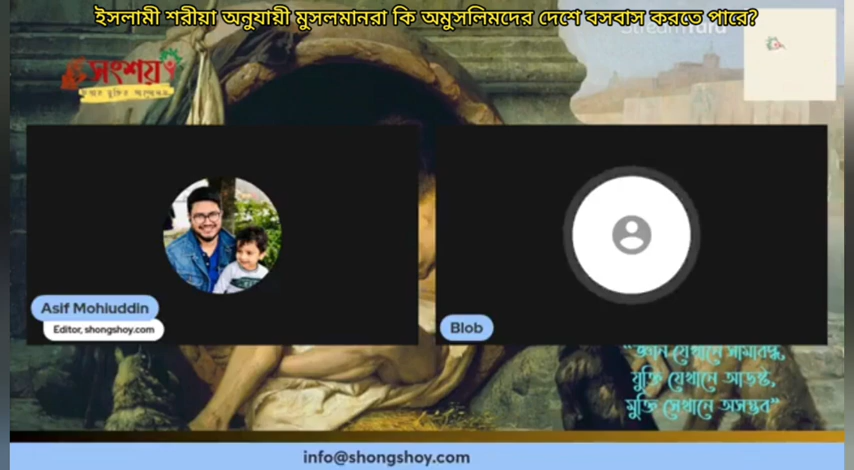 ইসলামী শরীয়া অনুযায়ী মুসলমানরা কি অমুসলিমদের দেশে বসবাস করতে পারে?
StreamYard
সংশয়
Asif Mohiuddin
Editor, shongshoy.com
Blob
“জ্ঞান যেখানে সীমাবদ্ধ,
যুক্তি যেখানে আড়ষ্ট,
মুক্তি সেখানে অসম্ভব”
info@shongshoy.com